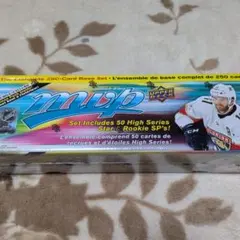 Complete 250-Card Base Set • L'ensemble de base complet de 250 cartes
mvp
UPPER DECK
Set Includes 50 High Series
Star & Rookie SP's!
L'ensemble comprend 50 cartes de
recrues et d'étoiles High Series!